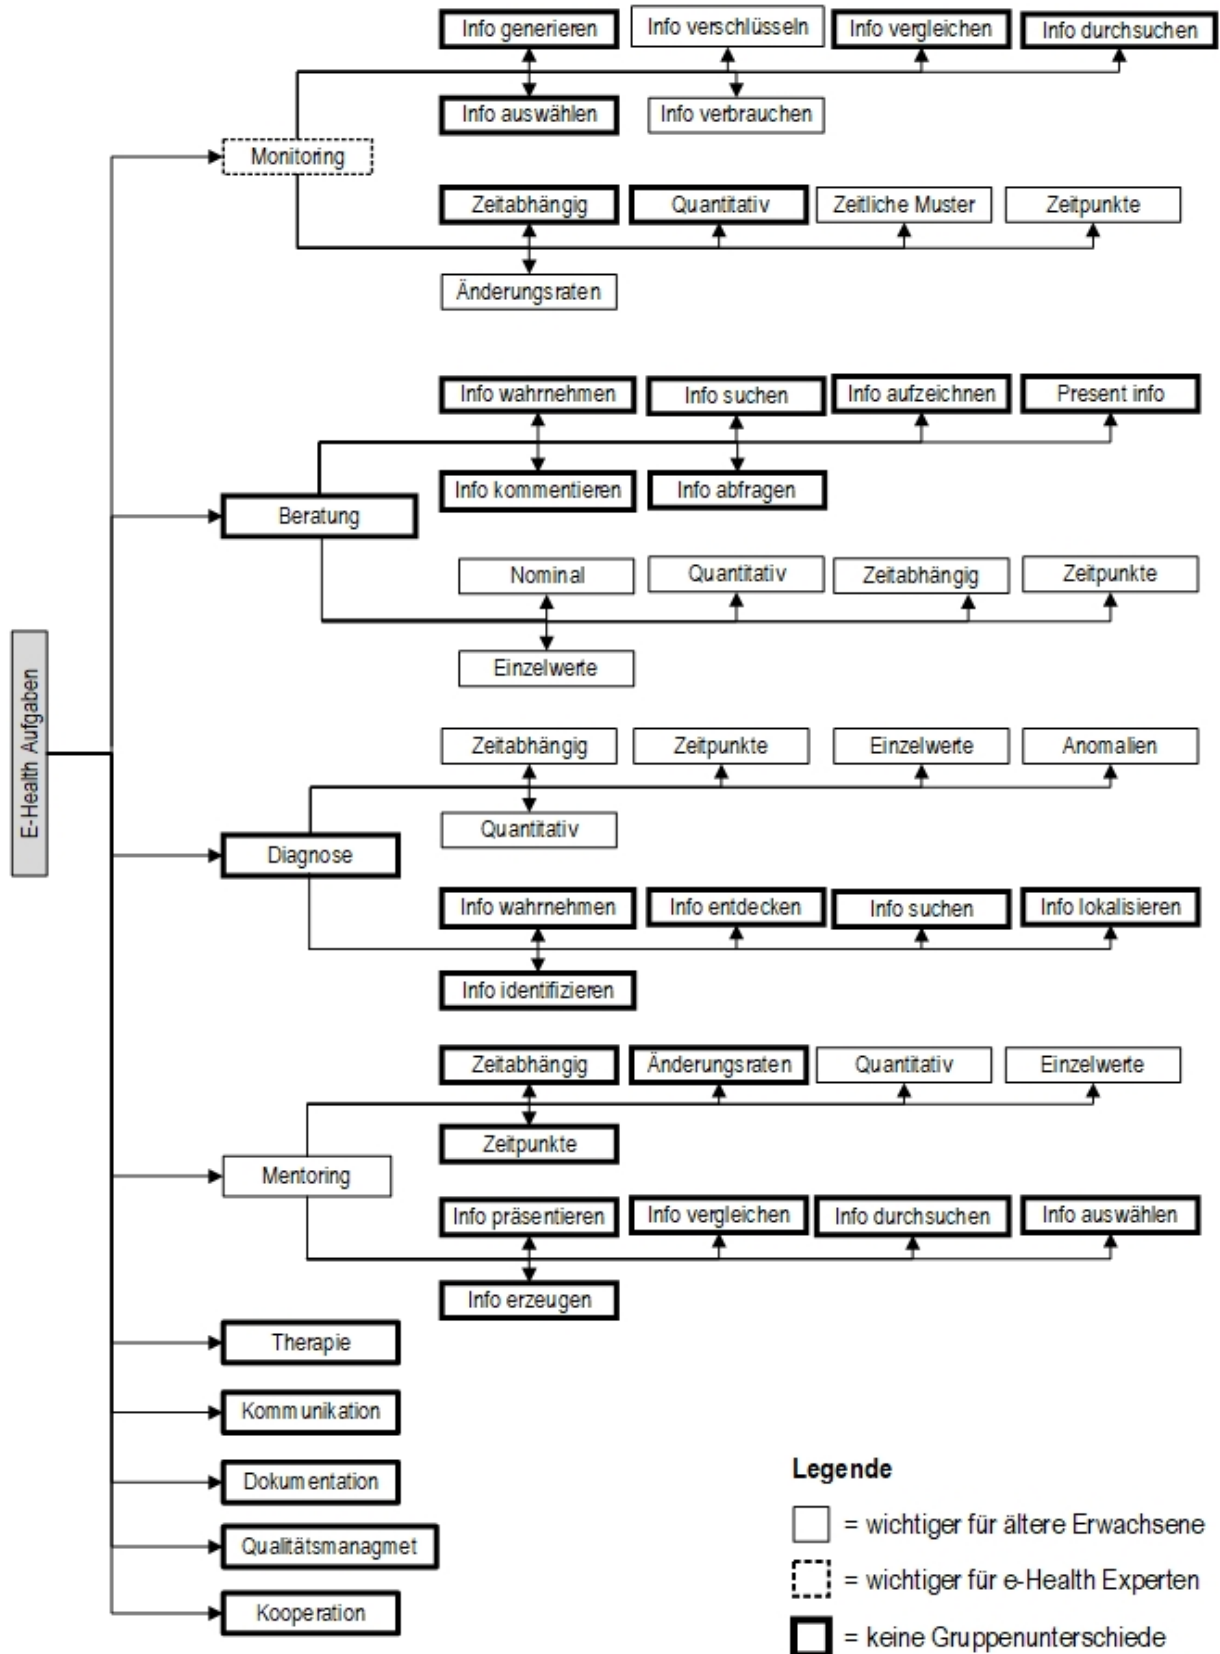 Info generieren
Info verschlüsseln
Info vergleichen
Info durchsuchen
Info auswählen
Info verbrauchen
Monitoring
Zeitabhängig
Quantitativ
Zeitliche Muster
Zeitpunkte
Änderungsraten
Info wahrnehmen
Info suchen
Info aufzeichnen
Present info
Info kommentieren
Info abfragen
Beratung
Nominal
Quantitativ
Zeitabhängig
Zeitpunkte
Einzelwerte
E-Health Aufgaben
Zeitabhängig
Zeitpunkte
Einzelwerte
Anomalien
Quantitativ
Diagnose
Info wahrnehmen
Info entdecken
Info suchen
Info lokalisieren
Info identifizieren
Zeitabhängig
Änderungsraten
Quantitativ
Einzelwerte
Zeitpunkte
Mentoring
Info präsentieren
Info vergleichen
Info durchsuchen
Info auswählen
Info erzeugen
Therapie
Kommunikation
Dokumentation
Qualitätsmanagmet
Kooperation
Legende
= wichtiger für ältere Erwachsene
= wichtiger für e-Health Experten
= keine Gruppenunterschiede